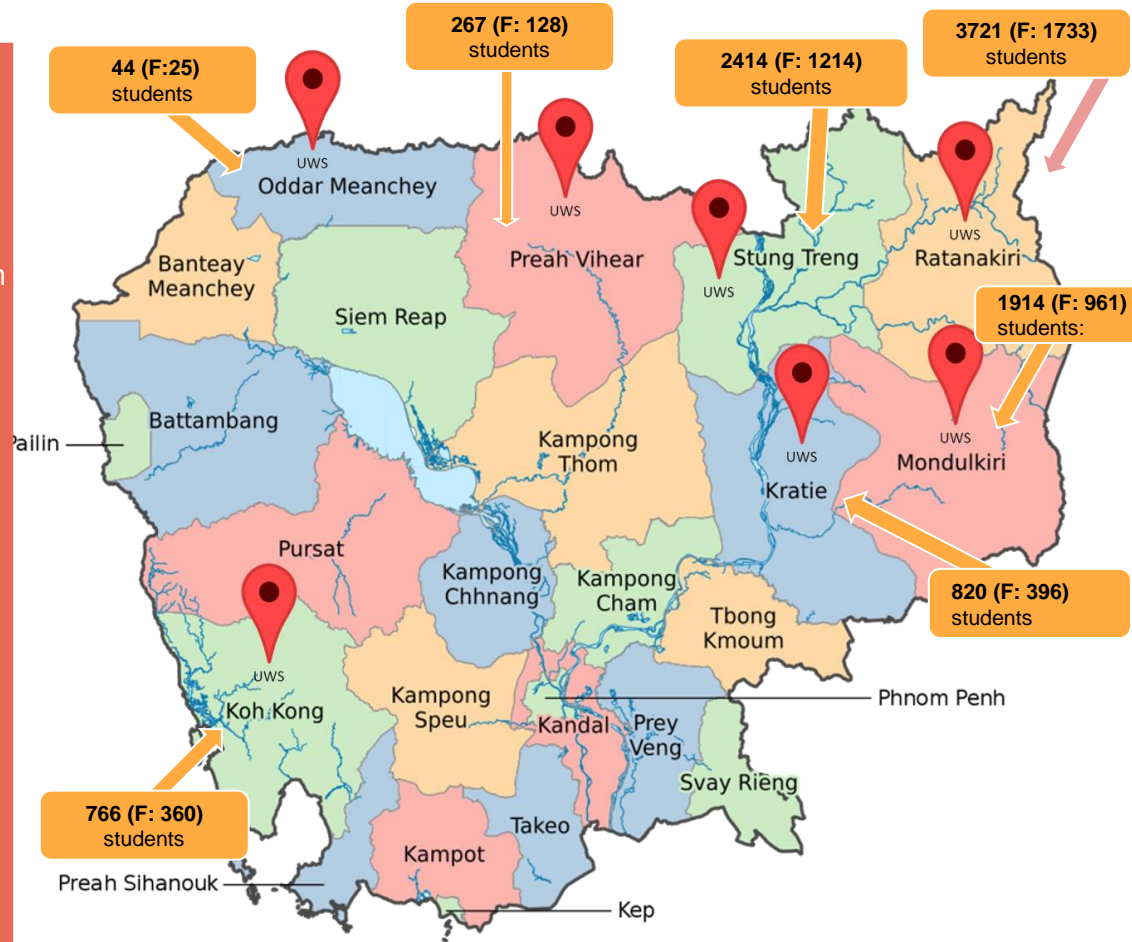 267 (F: 128)
students
3721 (F: 1733)
students
44 (F:25)
students
2414 (F: 1214)
students
UWS
Oddar Meanchey
UWS
UWS
Preah Vihear
Stung Treng
Ratanakiri
Banteay
Meanchey
UWS
Siem Reap
1914 (F: 961)
students:
Battambang
Pailin
Kampong
Thom
UWS
UWS
Mondulkiri
Kratie
Pursat
Kampong
Chhnang
Kampong
Cham
820 (F: 396)
students
Tbong
Kmoum
UWS
Koh Kong
Kampong
Speu
Phnom Penh
Kandal
Prey
Veng
Svay Rieng
766 (F: 360)
students
Takeo
Kampot
Preah Sihanouk
Kep